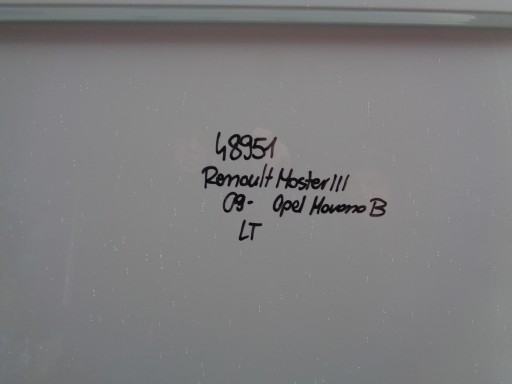 48951
Renault Master III
09- Opel Movano B
LT